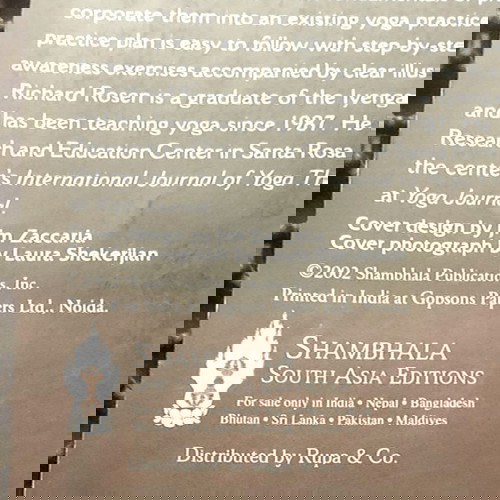 corporate them into an existing yoga practice
practice plan is easy to follow with step-by-ste
awareness exercises accompanied by clear illus
Richard Rosen is a graduate of the Iyenga
and has been teaching yoga since 1987. He
Research and Education Center in Santa Rosa
the center's International Journal of Yoga Th
at Yoga Journal.
Cover design by Jim Zaccaria
Cover photograph by Laura Shekerjian
©2002 Shambhala Publications, Inc.
Printed in India at Gopsons Papers Ltd., Noida.
SHAMBHALA
SOUTH ASIA EDITIONS
For sale only in India • Nepal • Bangladesh
Bhutan • Sri Lanka • Pakistan • Maldives
Distributed by Rupa & Co.